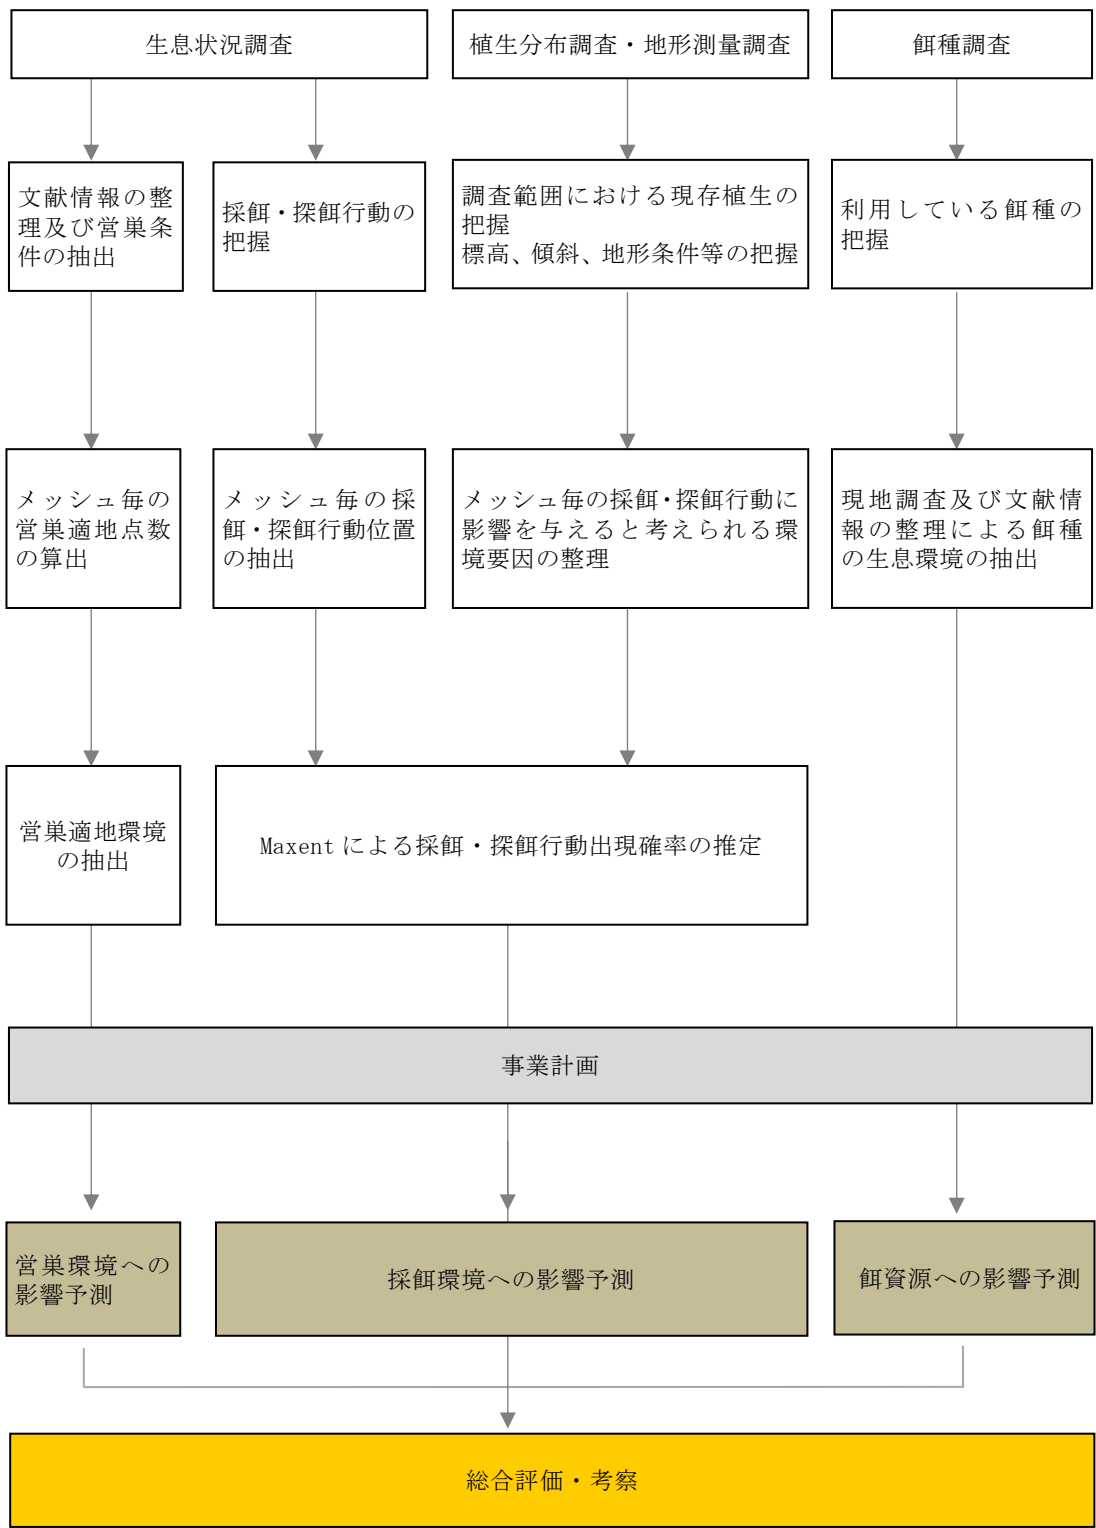 生息状況調査
植生分布調査・地形測量調査
餌種調査
文献情報の整
理及び営巣条
件の抽出
採餌・探餌行動の
把握
調査範囲における現存植生の
把握
標高、傾斜、地形条件等の把握
利用している餌種の
把握
メッシュ毎の
営巣適地点数
の算出
メッシュ毎の採
餌・探餌行動位置
の抽出
メッシュ毎の採餌・探餌行動に
影響を与えると考えられる環
境要因の整理
現地調査及び文献情
報の整理による餌種
の生息環境の抽出
営巣適地環境
の抽出
Maxentによる採餌・探餌行動出現確率の推定
事業計画
営巣環境への
影響予測
採餌環境への影響予測
餌資源への影響予測
総合評価・考察